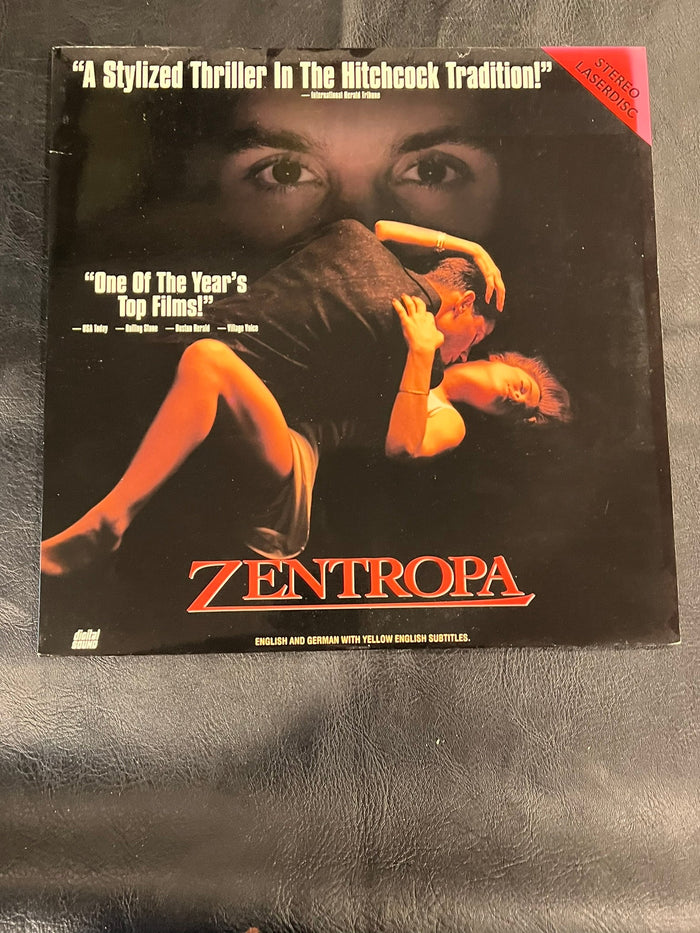 “A Stylized Thriller In The Hitchcock Tradition!”
— International Herald Tribune
STEREO
LASERDISC
“One Of The Year’s
Top Films!”
— USA Today — Rolling Stone — Boston Herald — Village Voice
ZENTROPA
digital
SOUND
ENGLISH AND GERMAN WITH YELLOW ENGLISH SUBTITLES.